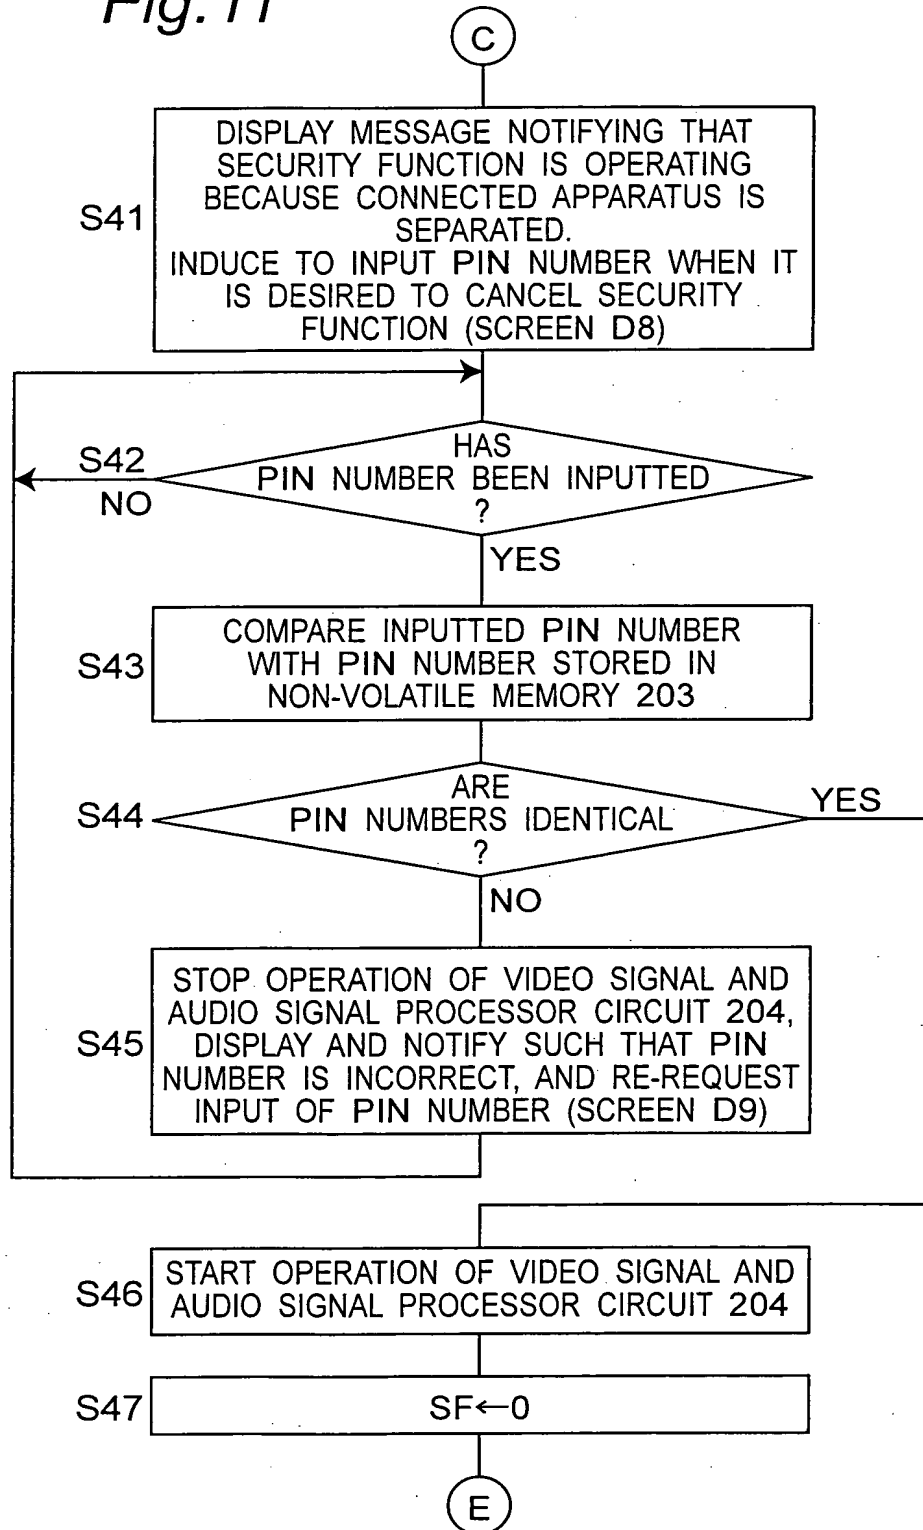 Fig. 11
C
S41
DISPLAY MESSAGE NOTIFYING THAT
SECURITY FUNCTION IS OPERATING
BECAUSE CONNECTED APPARATUS IS
SEPARATED.
INDUCE TO INPUT PIN NUMBER WHEN IT
IS DESIRED TO CANCEL SECURITY
FUNCTION (SCREEN D8)
S42
HAS
PIN NUMBER BEEN INPUTTED
?
NO
YES
S43
COMPARE INPUTTED PIN NUMBER
WITH PIN NUMBER STORED IN
NON-VOLATILE MEMORY 203
S44
ARE
PIN NUMBERS IDENTICAL
?
YES
NO
S45
STOP OPERATION OF VIDEO SIGNAL AND
AUDIO SIGNAL PROCESSOR CIRCUIT 204,
DISPLAY AND NOTIFY SUCH THAT PIN
NUMBER IS INCORRECT, AND RE-REQUEST
INPUT OF PIN NUMBER (SCREEN D9)
S46
START OPERATION OF VIDEO SIGNAL AND
AUDIO SIGNAL PROCESSOR CIRCUIT 204
S47
SF←0
E